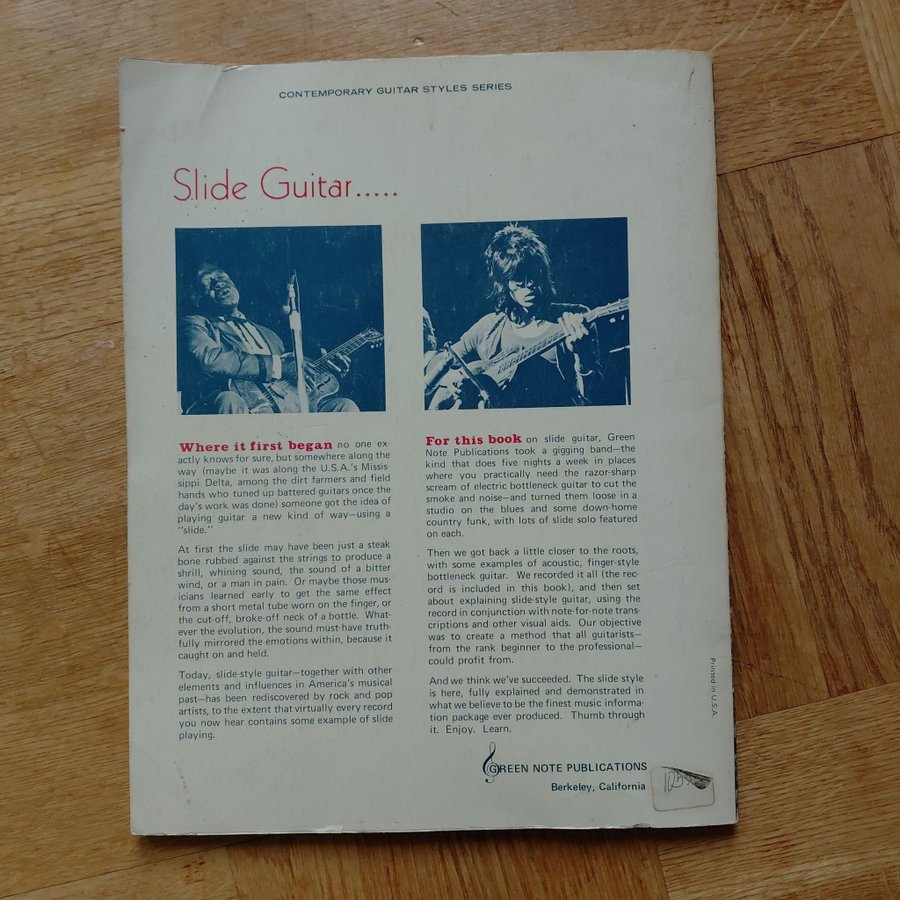 CONTEMPORARY GUITAR STYLES SERIES
Slide Guitar.....
Where it first began no one ex-
actly knows for sure, but somewhere along the
way (maybe it was along the U.S.A.'s Missis-
sippi Delta, among the dirt farmers and field
hands who tuned up battered guitars once the
day's work was done) someone got the idea of
playing guitar a new kind of way—using a
"slide."
At first the slide may have been just a steak
bone rubbed against the strings to produce a
shrill, whining sound, the sound of a bitter
wind, or a man in pain. Or maybe those mus-
icians learned early to get the same effect
from a short metal tube worn on the finger, or
the cut-off, broke-off neck of a bottle. What-
ever the evolution, the sound must have truth-
fully mirrored the emotions within, because it
caught on and held.
Today, slide-style guitar—together with other
elements and influences in America's musical
past—has been rediscovered by rock and pop
artists, to the extent that virtually every record
you now hear contains some example of slide
playing.
For this book on slide guitar, Green
Note Publications took a gigging band—the
kind that does five nights a week in places
where you practically need the razor-sharp
scream of electric bottleneck guitar to cut the
smoke and noise—and turned them loose in a
studio on the blues and some down-home
country funk, with lots of slide solo featured
on each.
Then we got back a little closer to the roots,
with some examples of acoustic, finger-style
bottleneck guitar. We recorded it all (the rec-
ord is included in this book), and then set
about explaining slide-style guitar, using the
record in conjunction with note-for-note trans-
criptions and other visual aids. Our objective
was to create a method that all guitarists—
from the rank beginner to the professional—
could profit from.
And we think we've succeeded. The slide style
is here, fully explained and demonstrated in
what we believe to be the finest music informa-
tion package ever produced. Thumb through
it. Enjoy. Learn.
GREEN NOTE PUBLICATIONS
Berkeley, California
Printed in U.S.A.